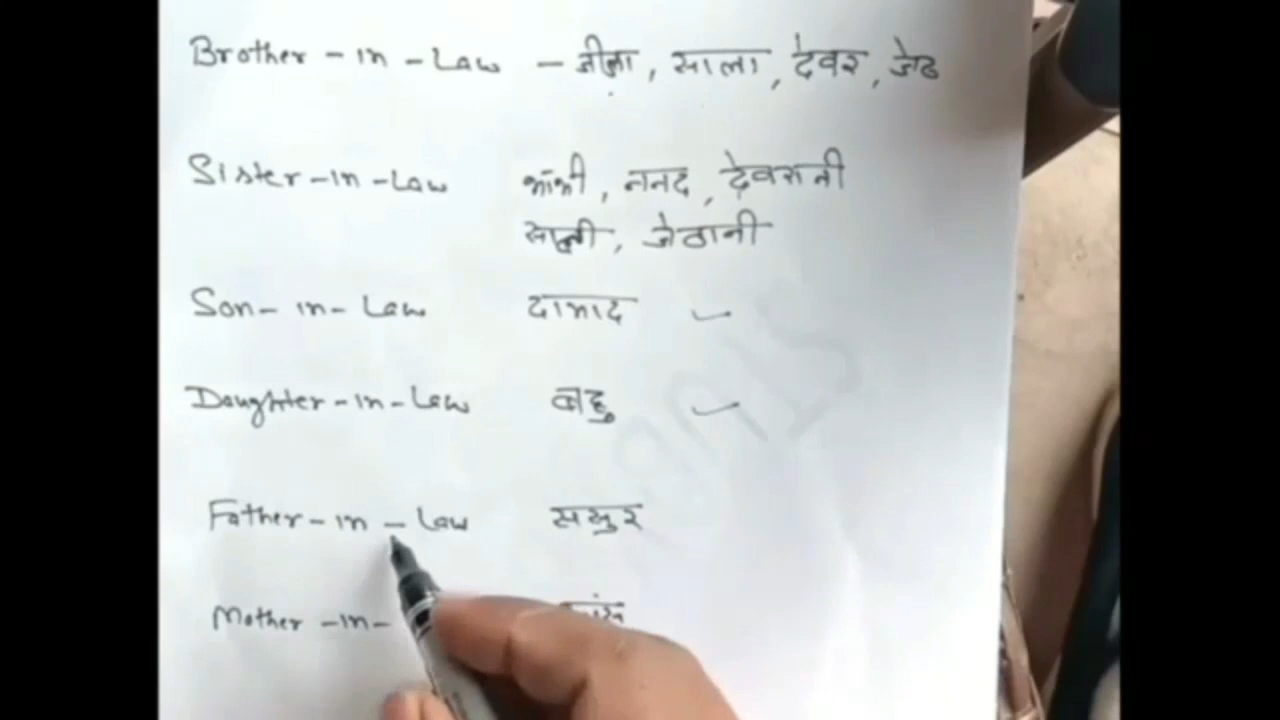 Brother-in-Law - जीजा, साला, देवर, जेठ
Sister-in-Law भाभी, ननद, देवरानी
साली, जेठानी
Son-in-Law दामाद
Daughter-in-Law बहु
Father-in-Law ससुर
Mother-in-